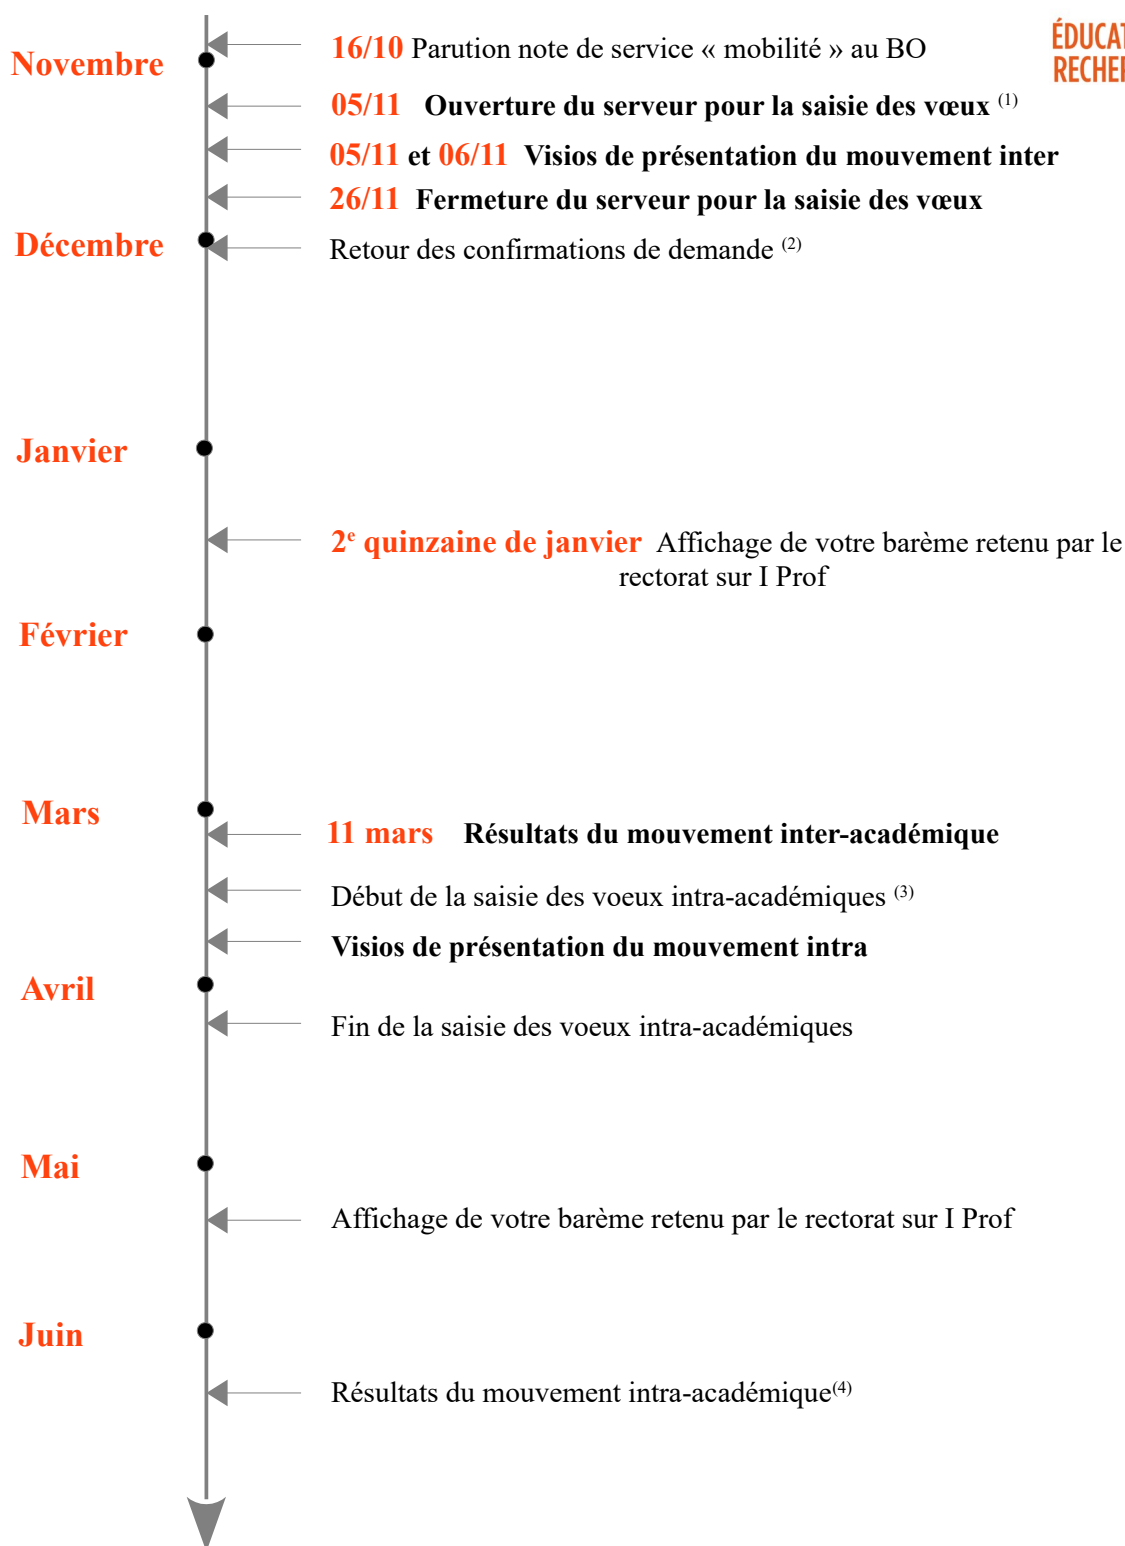 16/10 Parution note de service « mobilité » au BO
ÉDUCAT
RECHER
Novembre
05/11 Ouverture du serveur pour la saisie des vœux (1)
05/11 et 06/11 Visios de présentation du mouvement inter
26/11 Fermeture du serveur pour la saisie des vœux
Décembre
Retour des confirmations de demande (2)
Janvier
2e quinzaine de janvier Affichage de votre barème retenu par le
rectorat sur I Prof
Février
Mars
11 mars Résultats du mouvement inter-académique
Début de la saisie des voeux intra-académiques (3)
Visios de présentation du mouvement intra
Avril
Fin de la saisie des voeux intra-académiques
Mai
Affichage de votre barème retenu par le rectorat sur I Prof
Juin
Résultats du mouvement intra-académique(4)